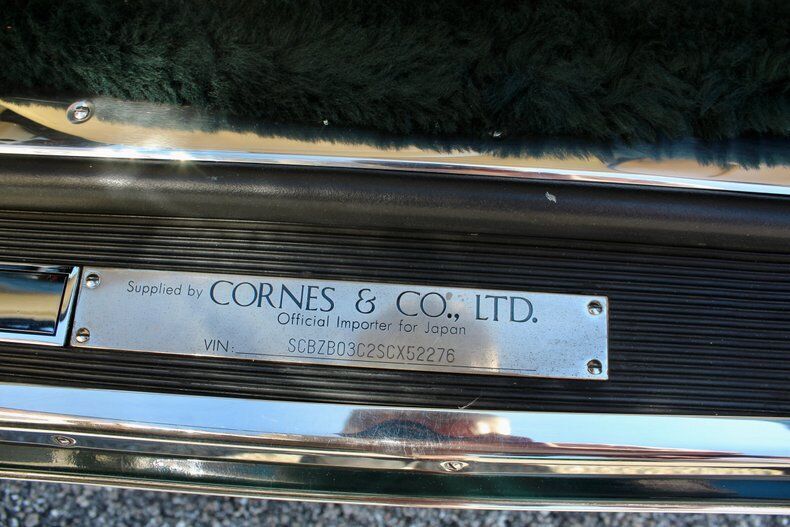 Supplied by CORNES & CO., LTD.
Official Importer for Japan
VIN: SCBZB03C2SCX52276